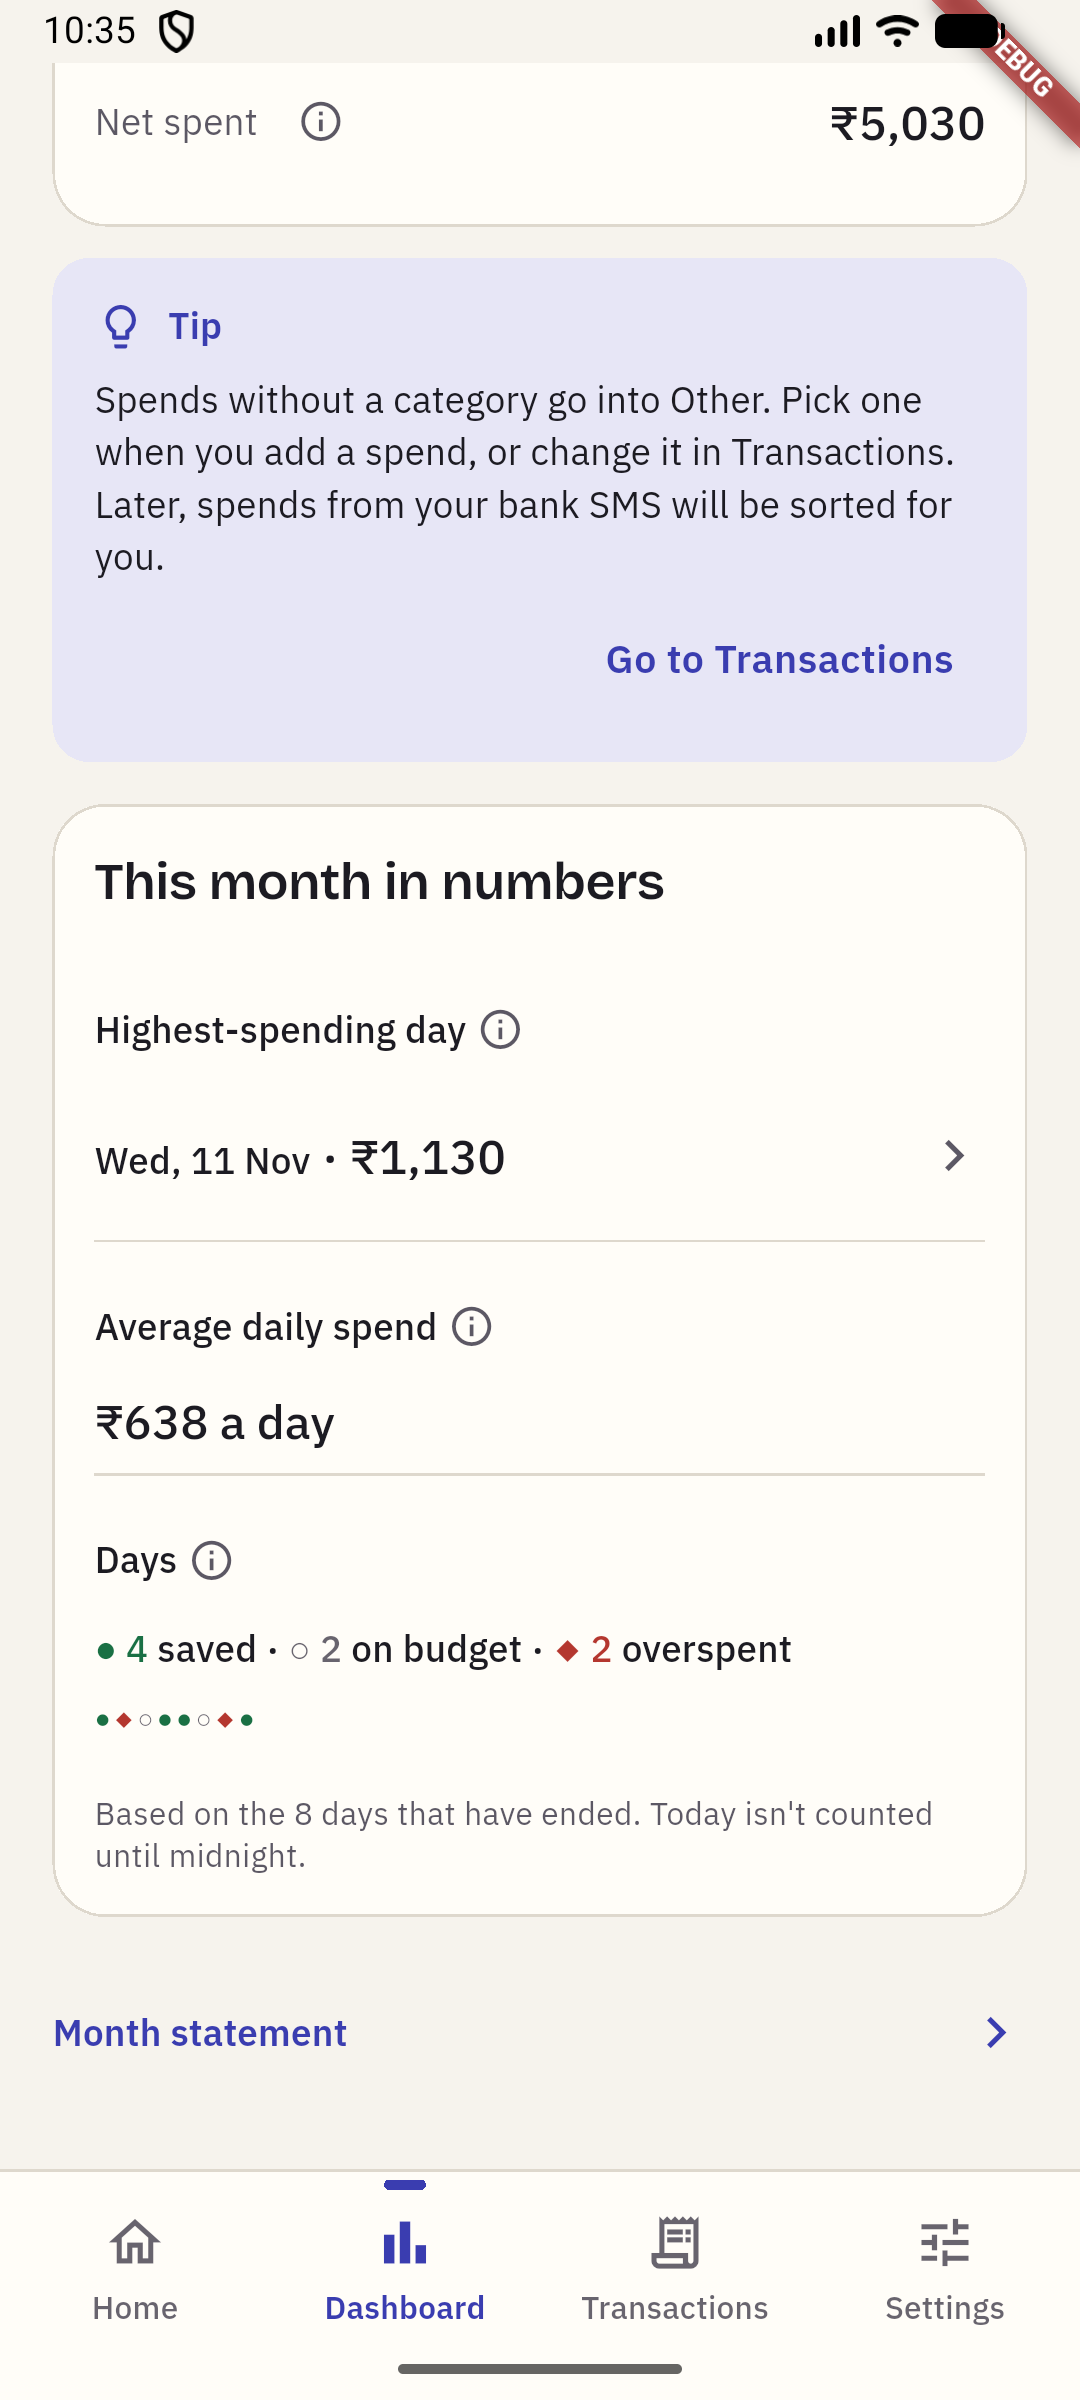 10:35
EBUG
Net spent ₹5,030
Tip
Spends without a category go into Other. Pick one
when you add a spend, or change it in Transactions.
Later, spends from your bank SMS will be sorted for
you.
Go to Transactions
This month in numbers
Highest-spending day
Wed, 11 Nov · ₹1,130
Average daily spend
₹638 a day
Days
4 saved · 2 on budget · 2 overspent
Based on the 8 days that have ended. Today isn't counted
until midnight.
Month statement
Home Dashboard Transactions Settings